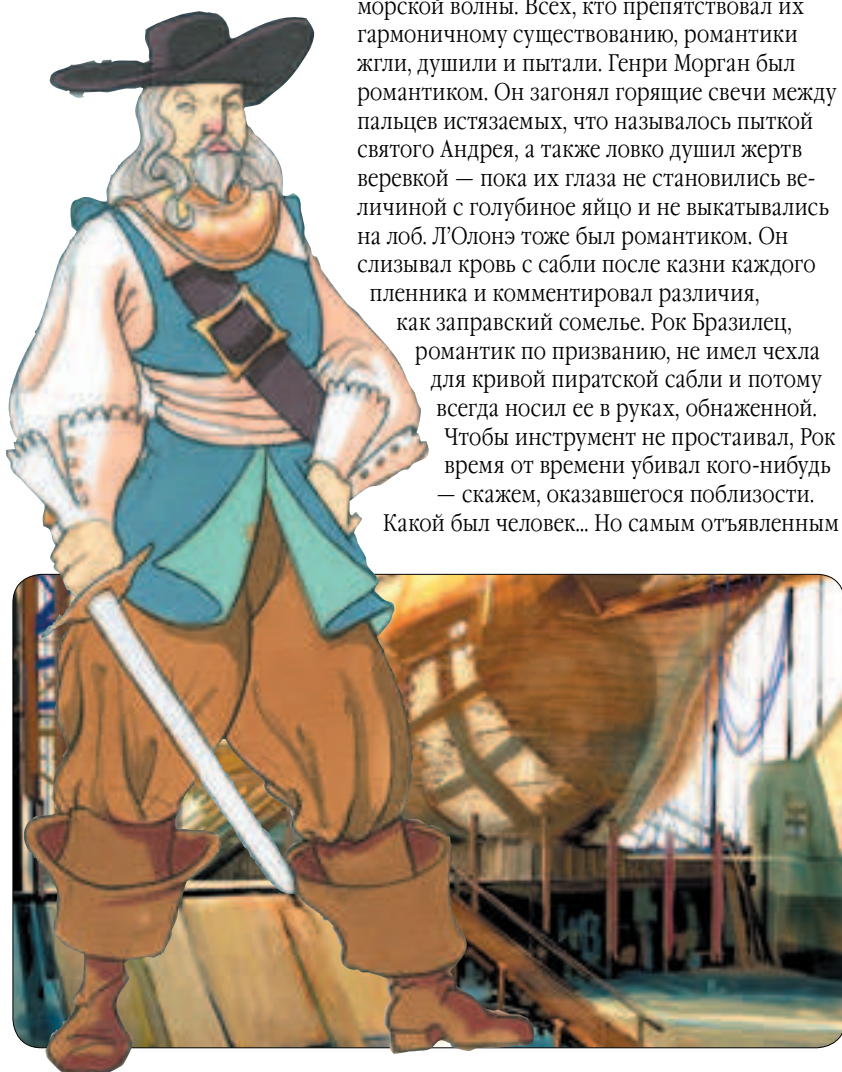 морской волны. Всех, кто препятствовал их
гармоничному существованию, романтики
жгли, душили и пытали. Генри Морган был
романтиком. Он загонял горящие свечи между
пальцев истязаемых, что называлось пыткой
святого Андрея, а также ловко душил жертв
веревкой — пока их глаза не становились ве-
личиной с голубиное яйцо и не выкатывались
на лоб. Л’Олонэ тоже был романтиком. Он
слизывал кровь с сабли после казни каждого
пленника и комментировал различия,
как заправский сомелье. Рок Бразилец,
романтик по призванию, не имел чехла
для кривой пиратской сабли и потому
всегда носил ее в руках, обнаженной.
Чтобы инструмент не простаивал, Рок
время от времени убивал кого-нибудь
— скажем, оказавшегося поблизости.
Какой был человек... Но самым отъявленным